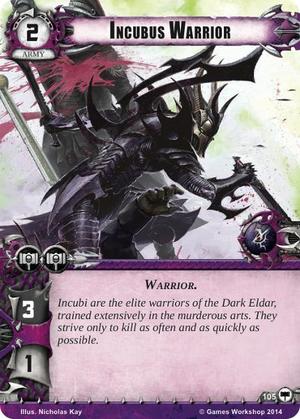 2
INCUBUS WARRIOR
ARMY
3
WARRIOR.
Incubi are the elite warriors of the Dark Eldar,
trained extensively in the murderous arts. They
strive only to kill as often and as quickly as
possible.
1
105
Illus. Nicholas Kay
© Games Workshop 2014